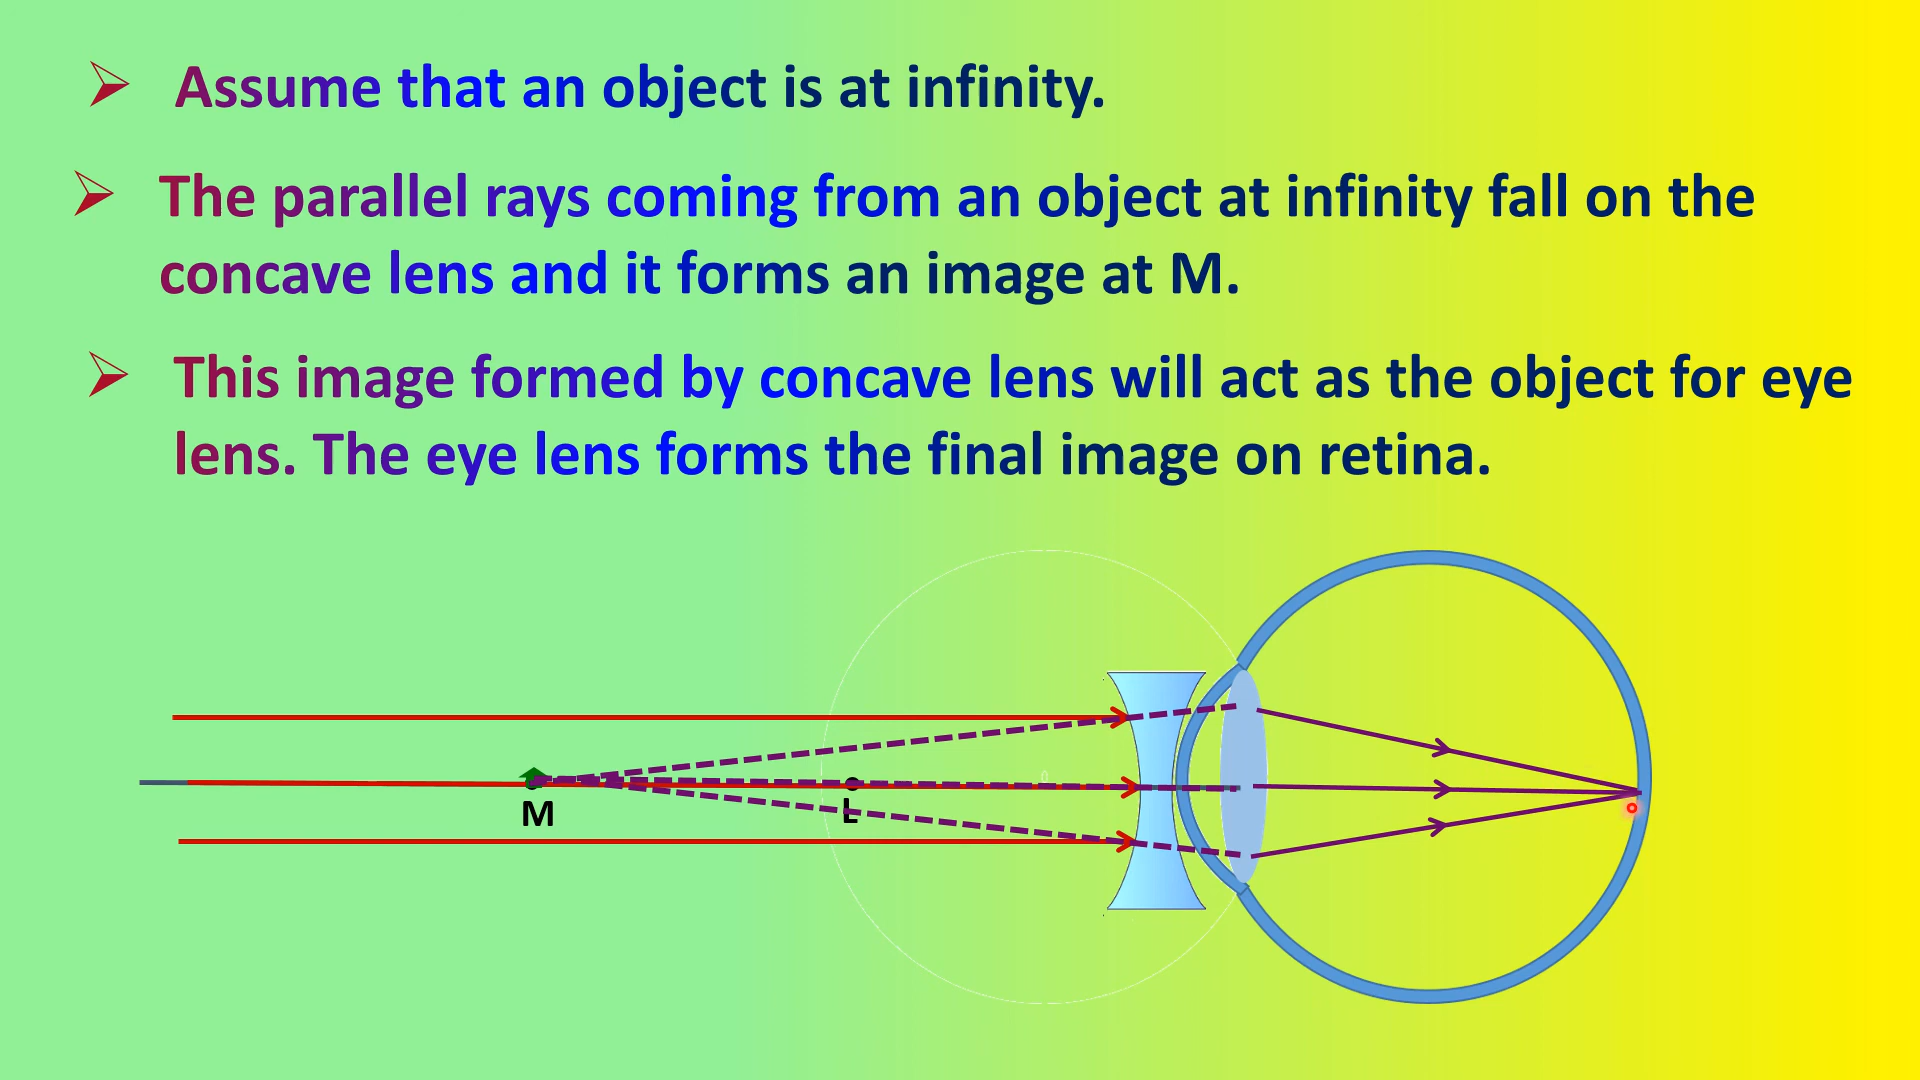 Assume that an object is at infinity.
The parallel rays coming from an object at infinity fall on the
concave lens and it forms an image at M.
This image formed by concave lens will act as the object for eye
lens. The eye lens forms the final image on retina.
M
L